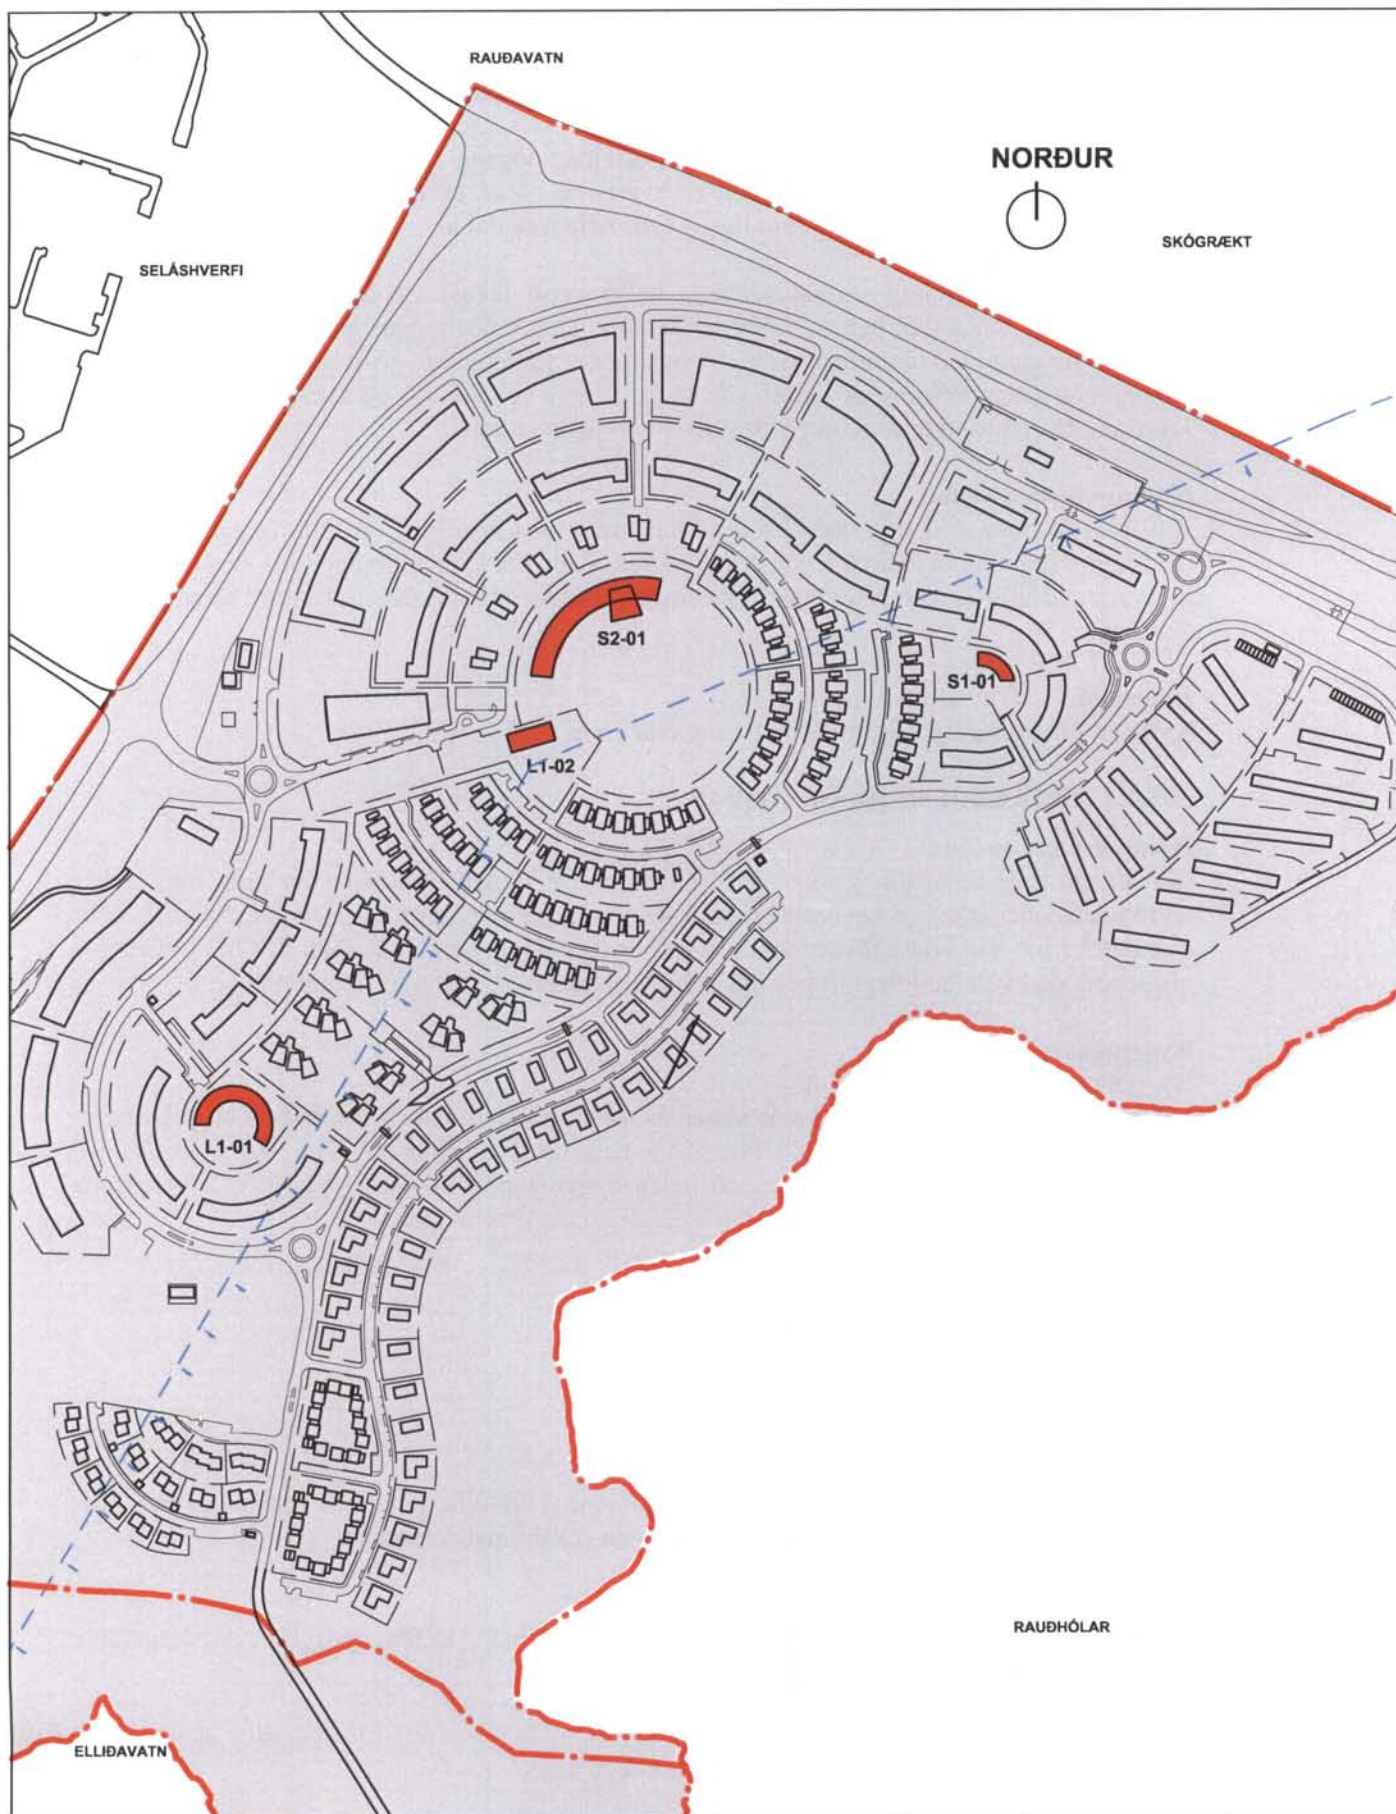 RAUÐAVATN
NORÐUR
SKÓGRÆKT
SELÁSHVERFI
S2-01
S1-01
L1-02
L1-01
RAUÐHÓLAR
ELLIÐAVATN